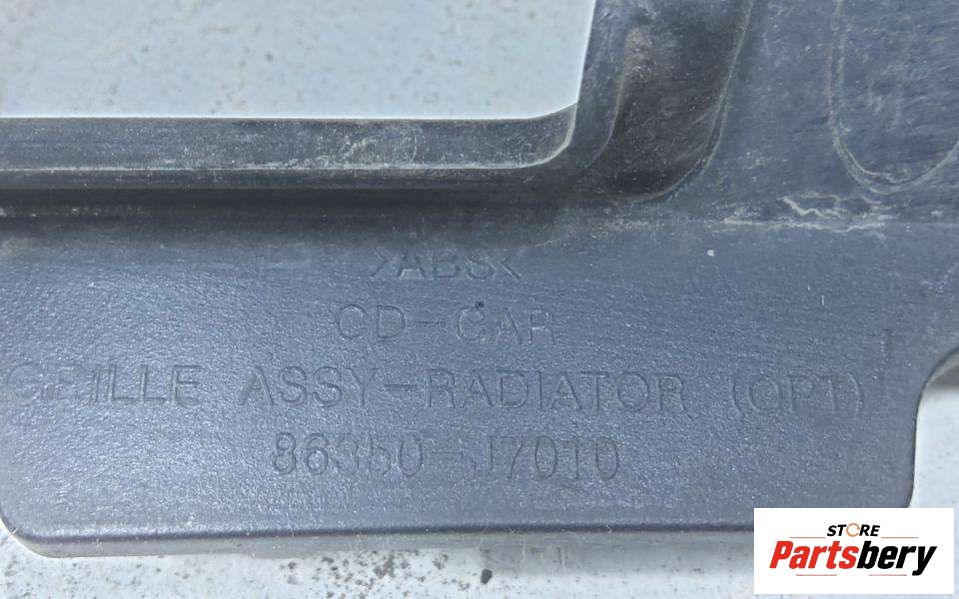 >ABS<
CD-CAR
GRILLE ASSY-RADIATOR (OPT)
86350-J7010
STORE
Partsbery